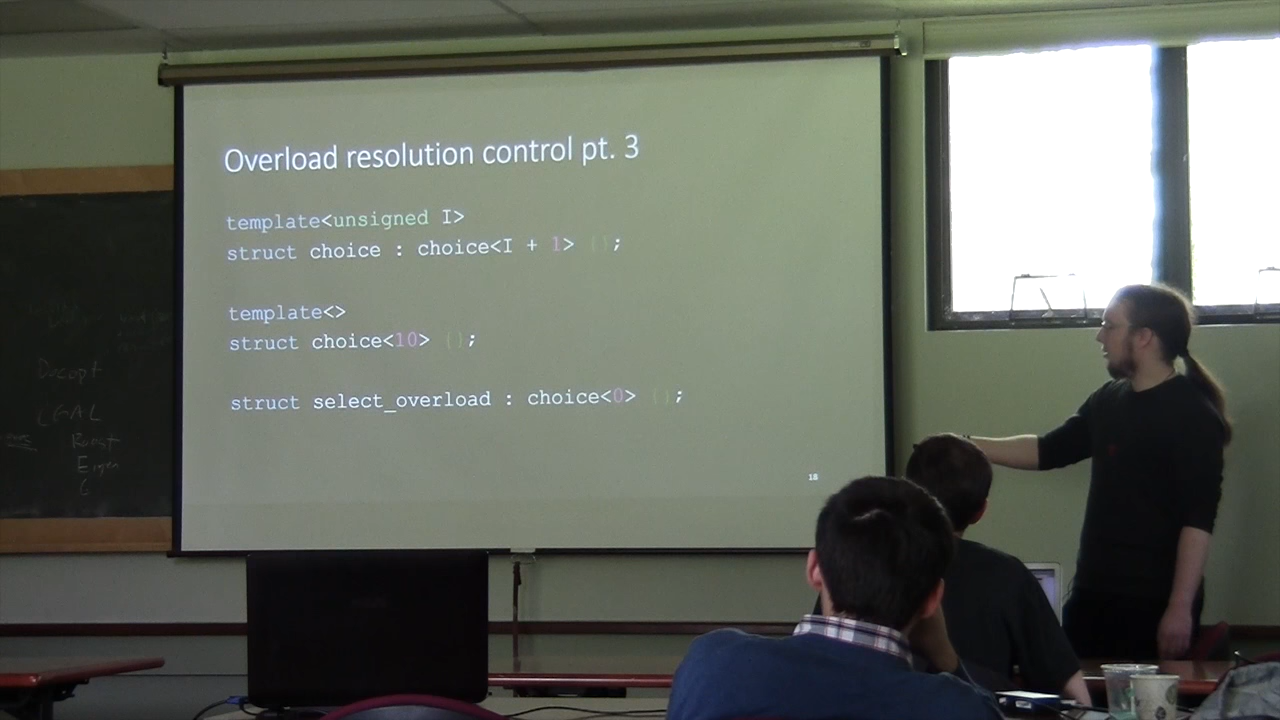 Overload resolution control pt. 3
template<unsigned I>
struct choice : choice<I + 1> {};
template<>
struct choice<10> {};
struct select_overload : choice<0> {};
18
Docopt
CGAL
Boost
Eigen